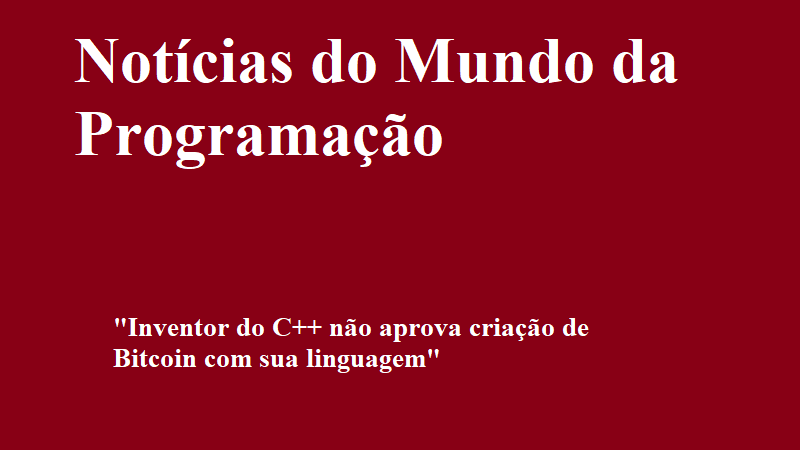 Notícias do Mundo da
Programação
"Inventor do C++ não aprova criação de
Bitcoin com sua linguagem"